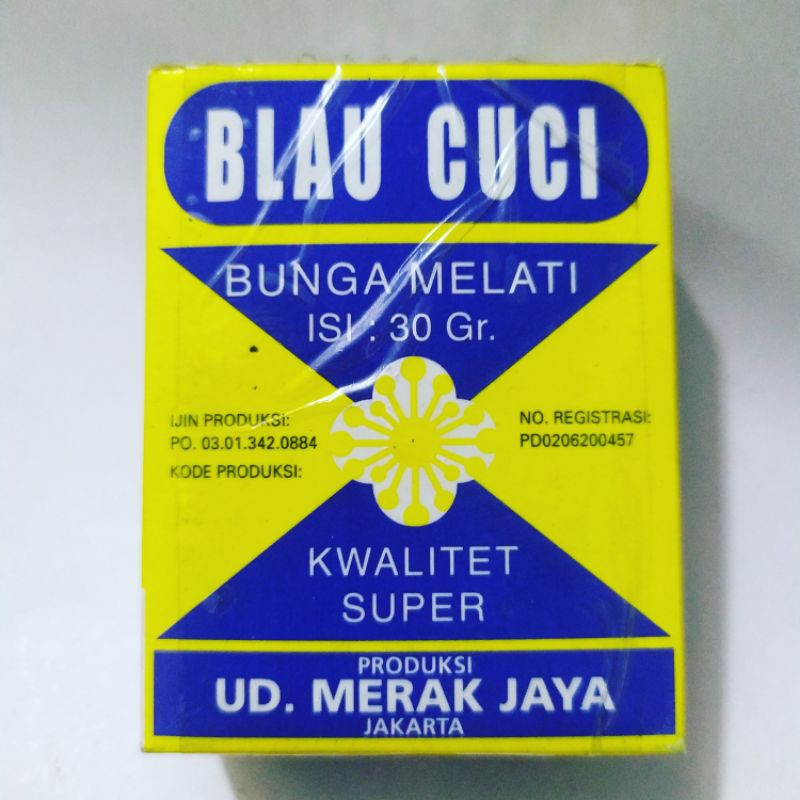 BLAU CUCI
BUNGA MELATI
ISI : 30 Gr.
IJIN PRODUKSI:
PO. 03.01.342.0884
KODE PRODUKSI:
NO. REGISTRASI:
PD0206200457
KWALITET
SUPER
PRODUKSI
UD. MERAK JAYA
JAKARTA